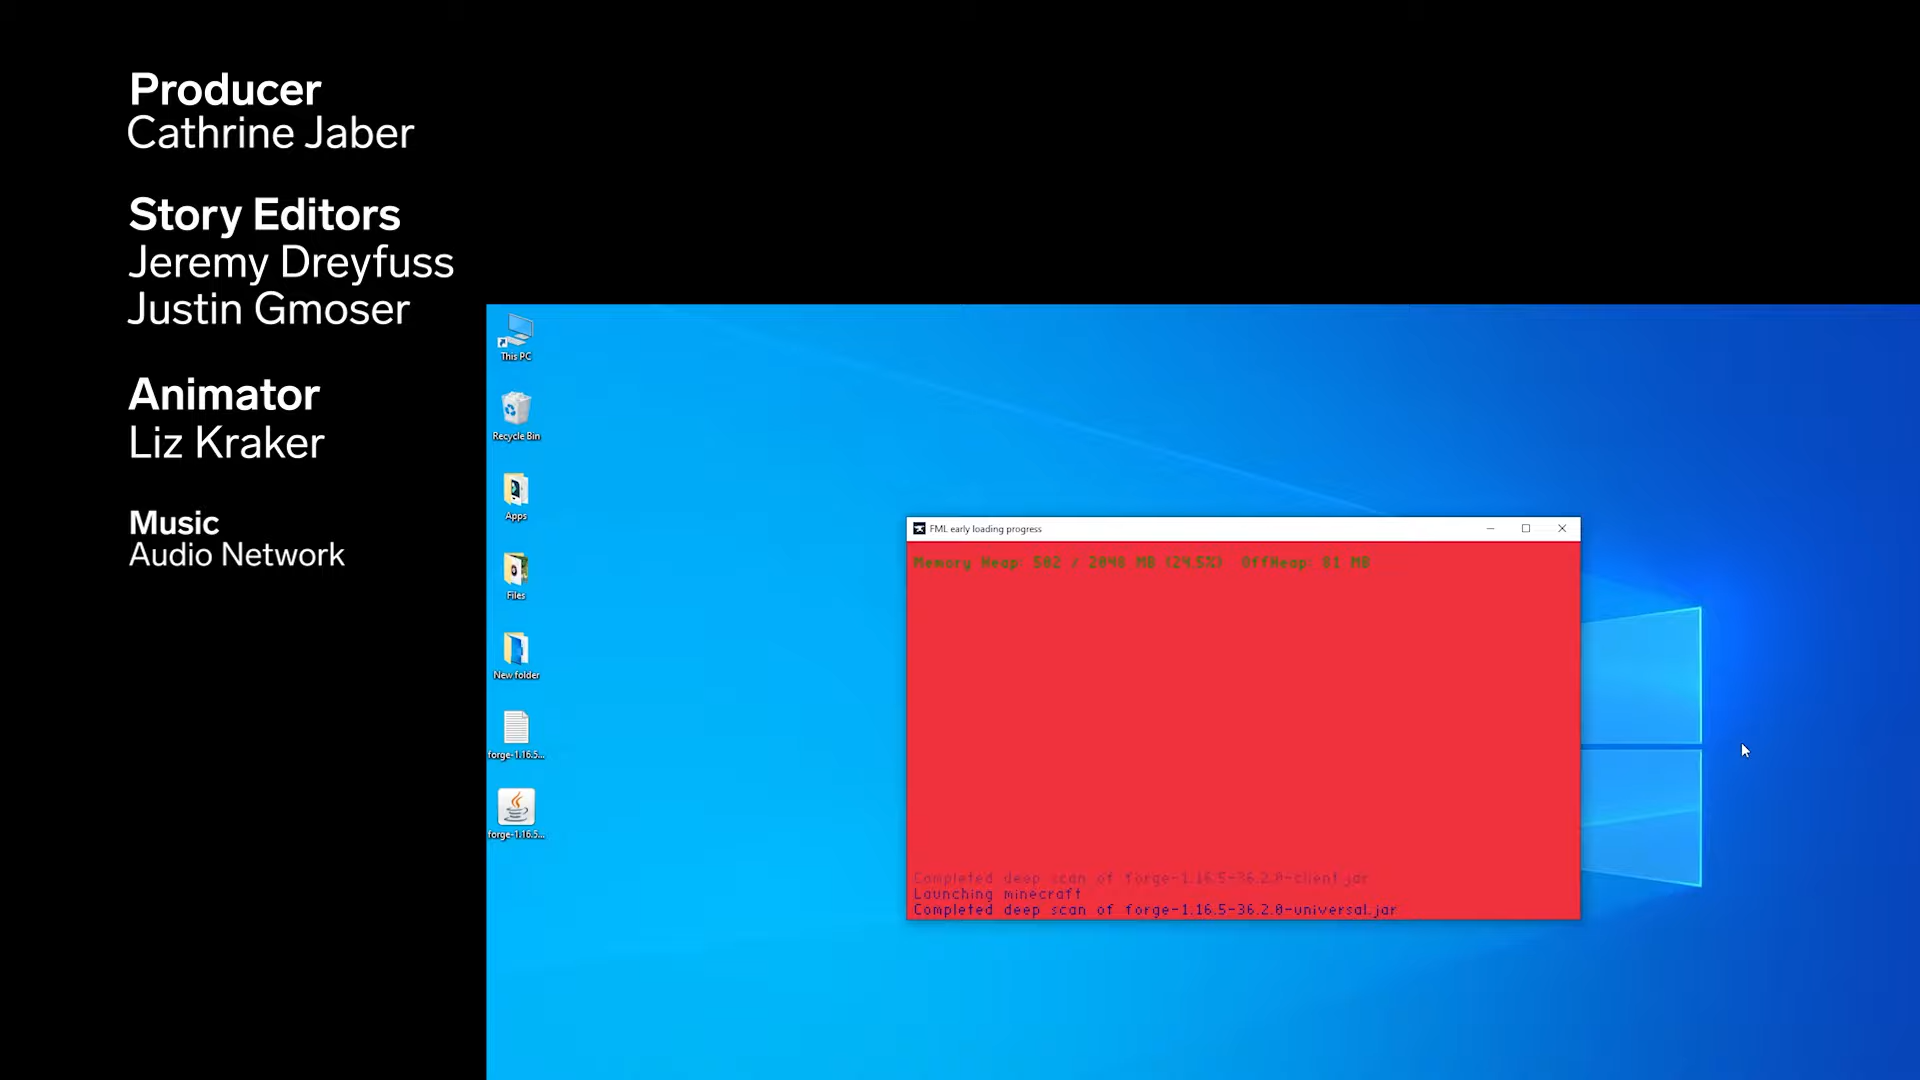 Producer
Cathrine Jaber
Story Editors
Jeremy Dreyfuss
Justin Gmoser
Animator
Liz Kraker
Music
Audio Network
This PC
Recycle Bin
Apps
Files
New folder
forge-1.16.5...
forge-1.16.5...
FML early loading progress
Memory Heap: 502 / 2048 MB (24.5%) OffHeap: 81 MB
Completed deep scan of forge-1.16.5-36.2.0-client.jar
Launching minecraft
Completed deep scan of forge-1.16.5-36.2.0-universal.jar